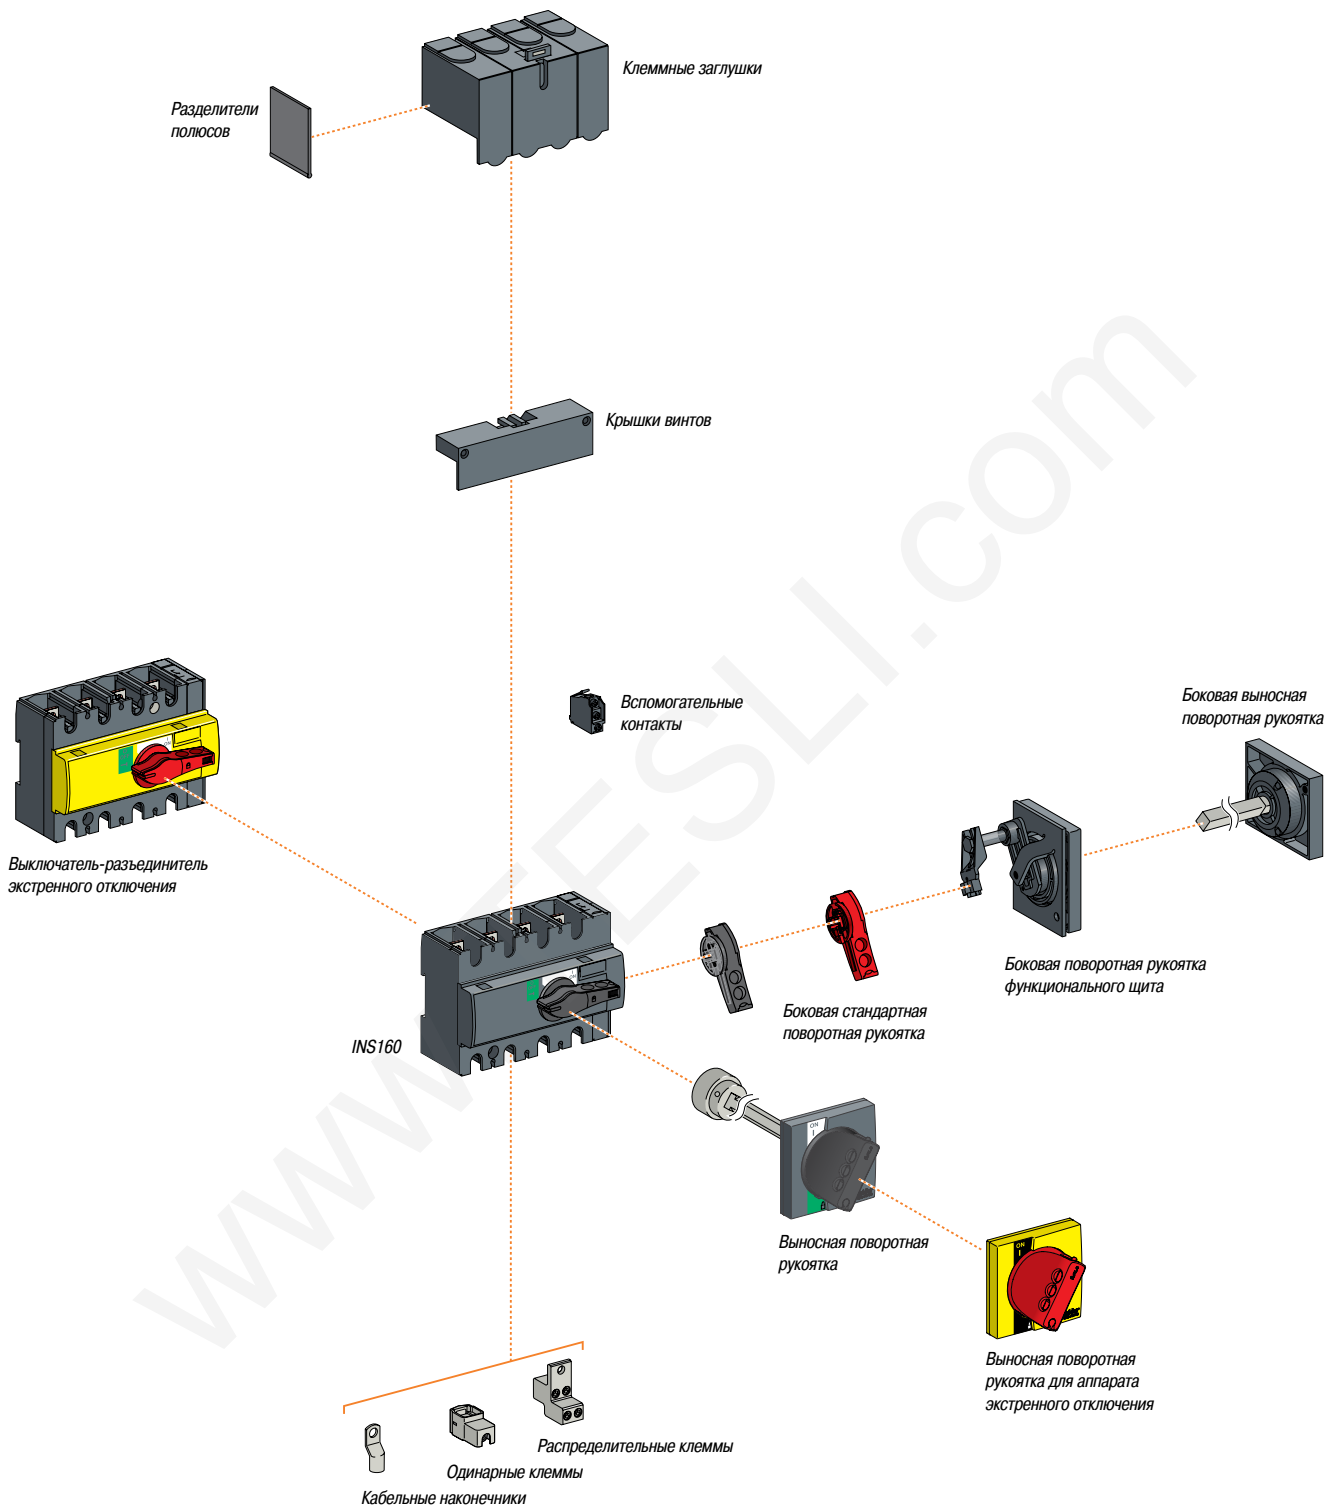 Клеммные заглушки
Разделители
полюсов
Крышки винтов
Вспомогательные
контакты
Боковая выносная
поворотная рукоятка
Выключатель-разъединитель
экстренного отключения
Боковая поворотная рукоятка
функционального щита
Боковая стандартная
поворотная рукоятка
INS160
ON
I
Выносная поворотная
рукоятка
ON
I
Выносная поворотная
рукоятка для аппарата
экстренного отключения
Распределительные клеммы
Одинарные клеммы
Кабельные наконечники
www.TESLI.com